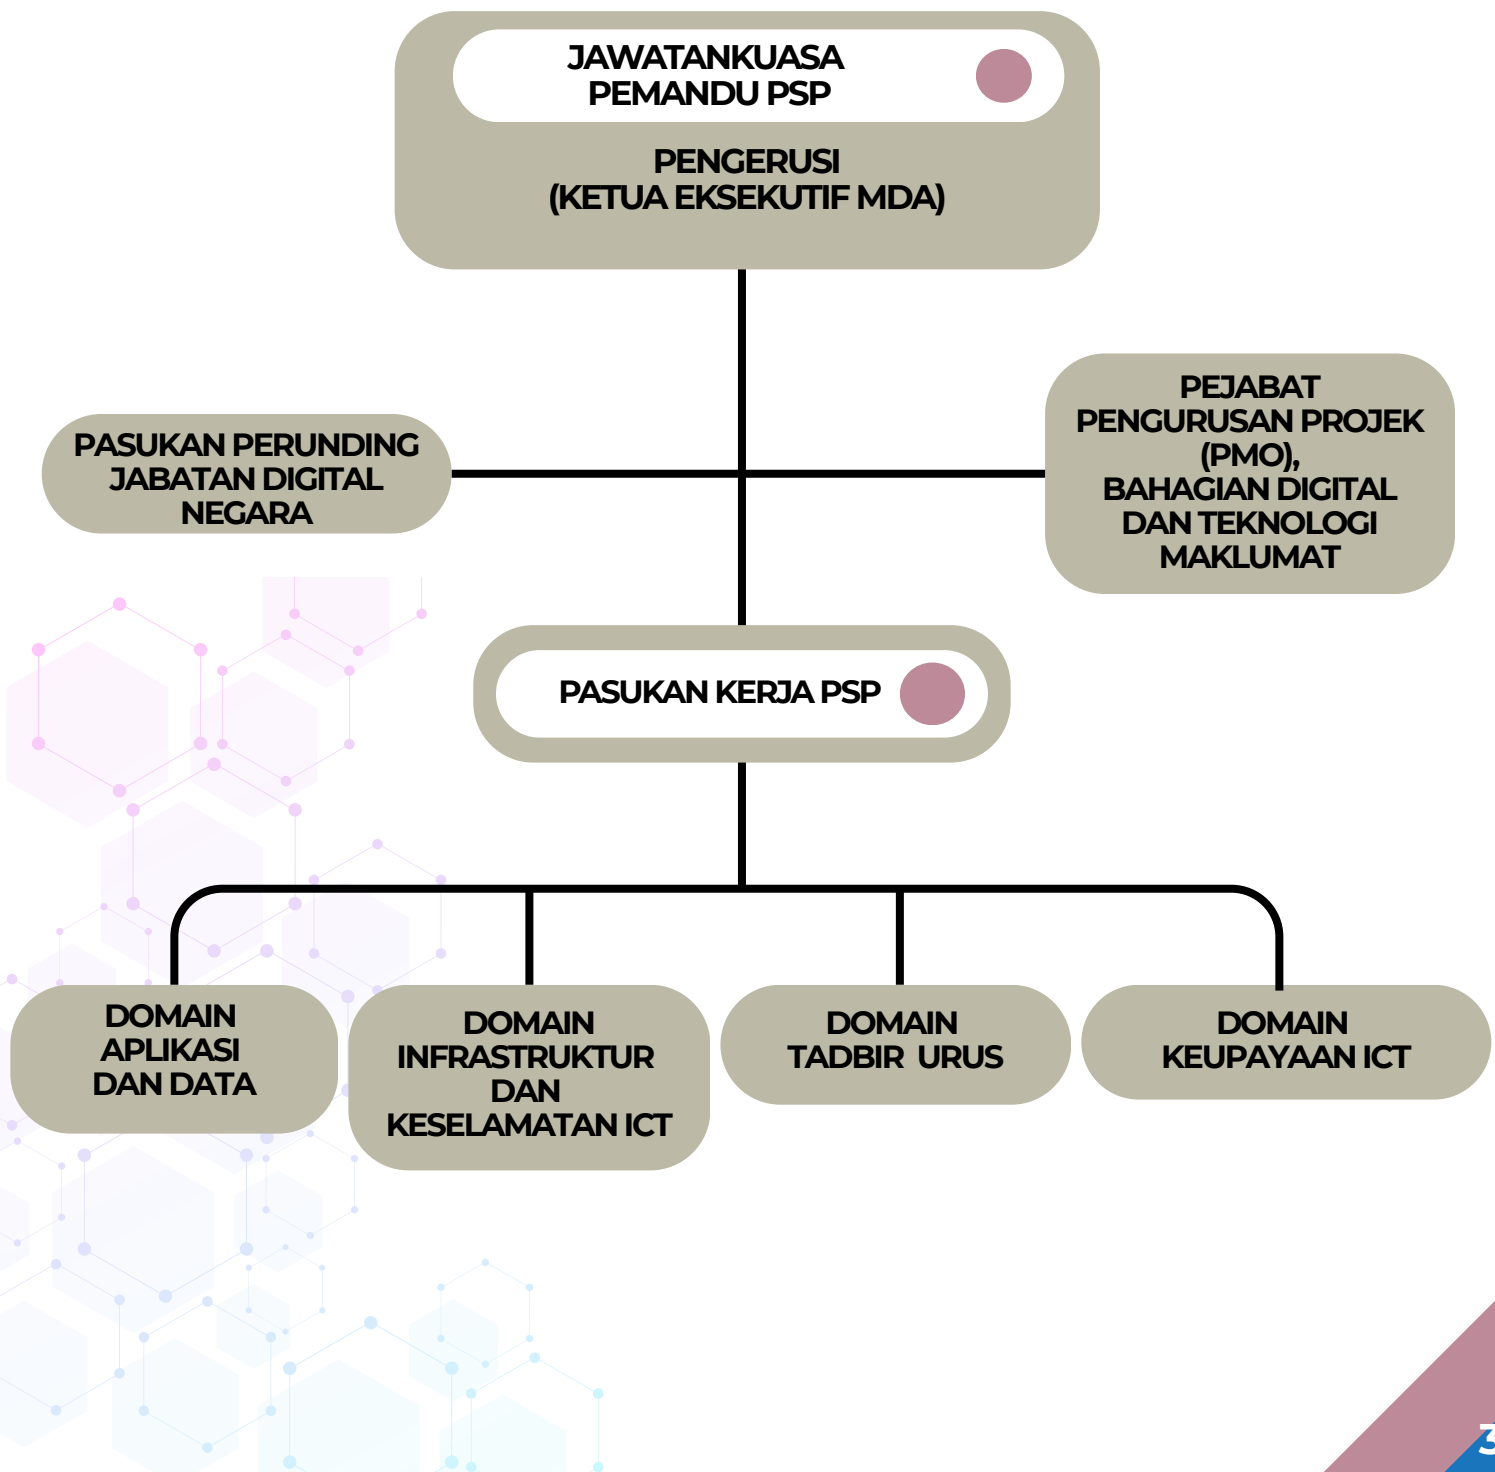 JAWATANKUASA
PEMANDU PSP
PENGERUSI
(KETUA EKSEKUTIF MDA)
PASUKAN PERUNDING
JABATAN DIGITAL
NEGARA
PEJABAT
PENGURUSAN PROJEK
(PMO),
BAHAGIAN DIGITAL
DAN TEKNOLOGI
MAKLUMAT
PASUKAN KERJA PSP
DOMAIN
APLIKASI
DAN DATA
DOMAIN
INFRASTRUKTUR
DAN
KESELAMATAN ICT
DOMAIN
TADBIR  URUS
DOMAIN
KEUPAYAAN ICT